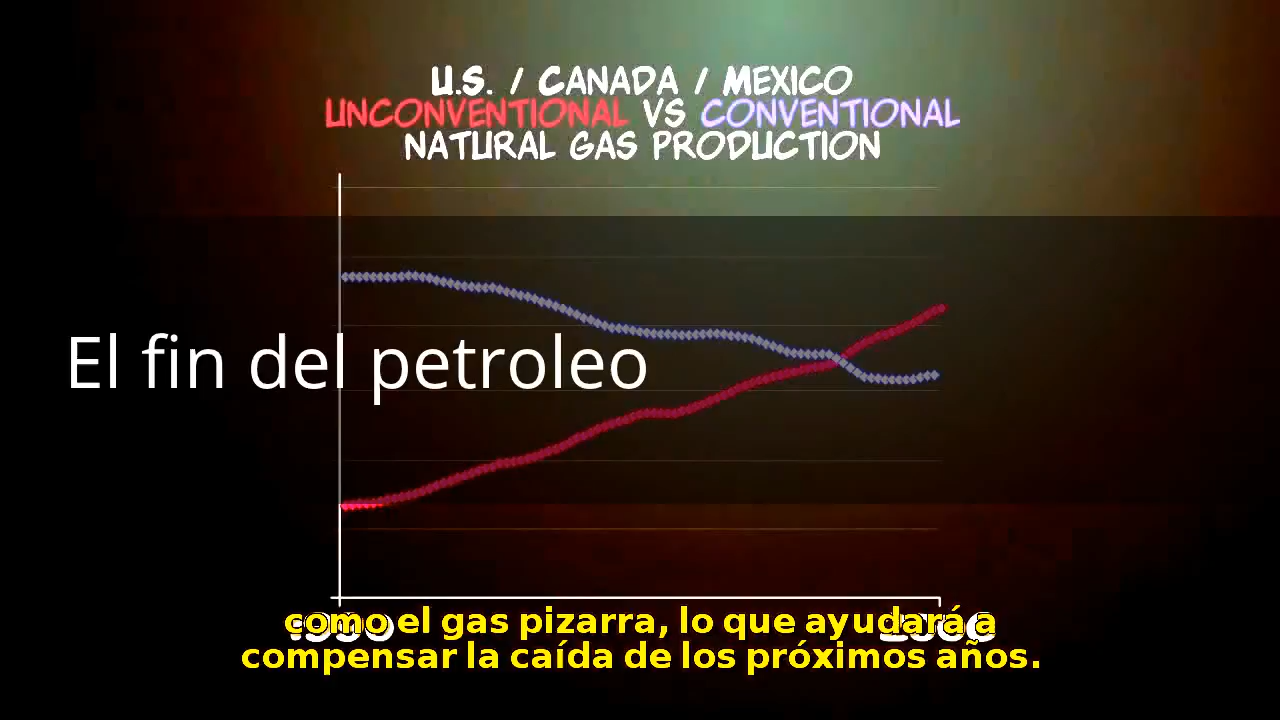 U.S. / CANADA / MEXICO
UNCONVENTIONAL VS CONVENTIONAL
NATURAL GAS PRODUCTION
El fin del petroleo
como el gas pizarra, lo que ayudará a
compensar la caída de los próximos años.